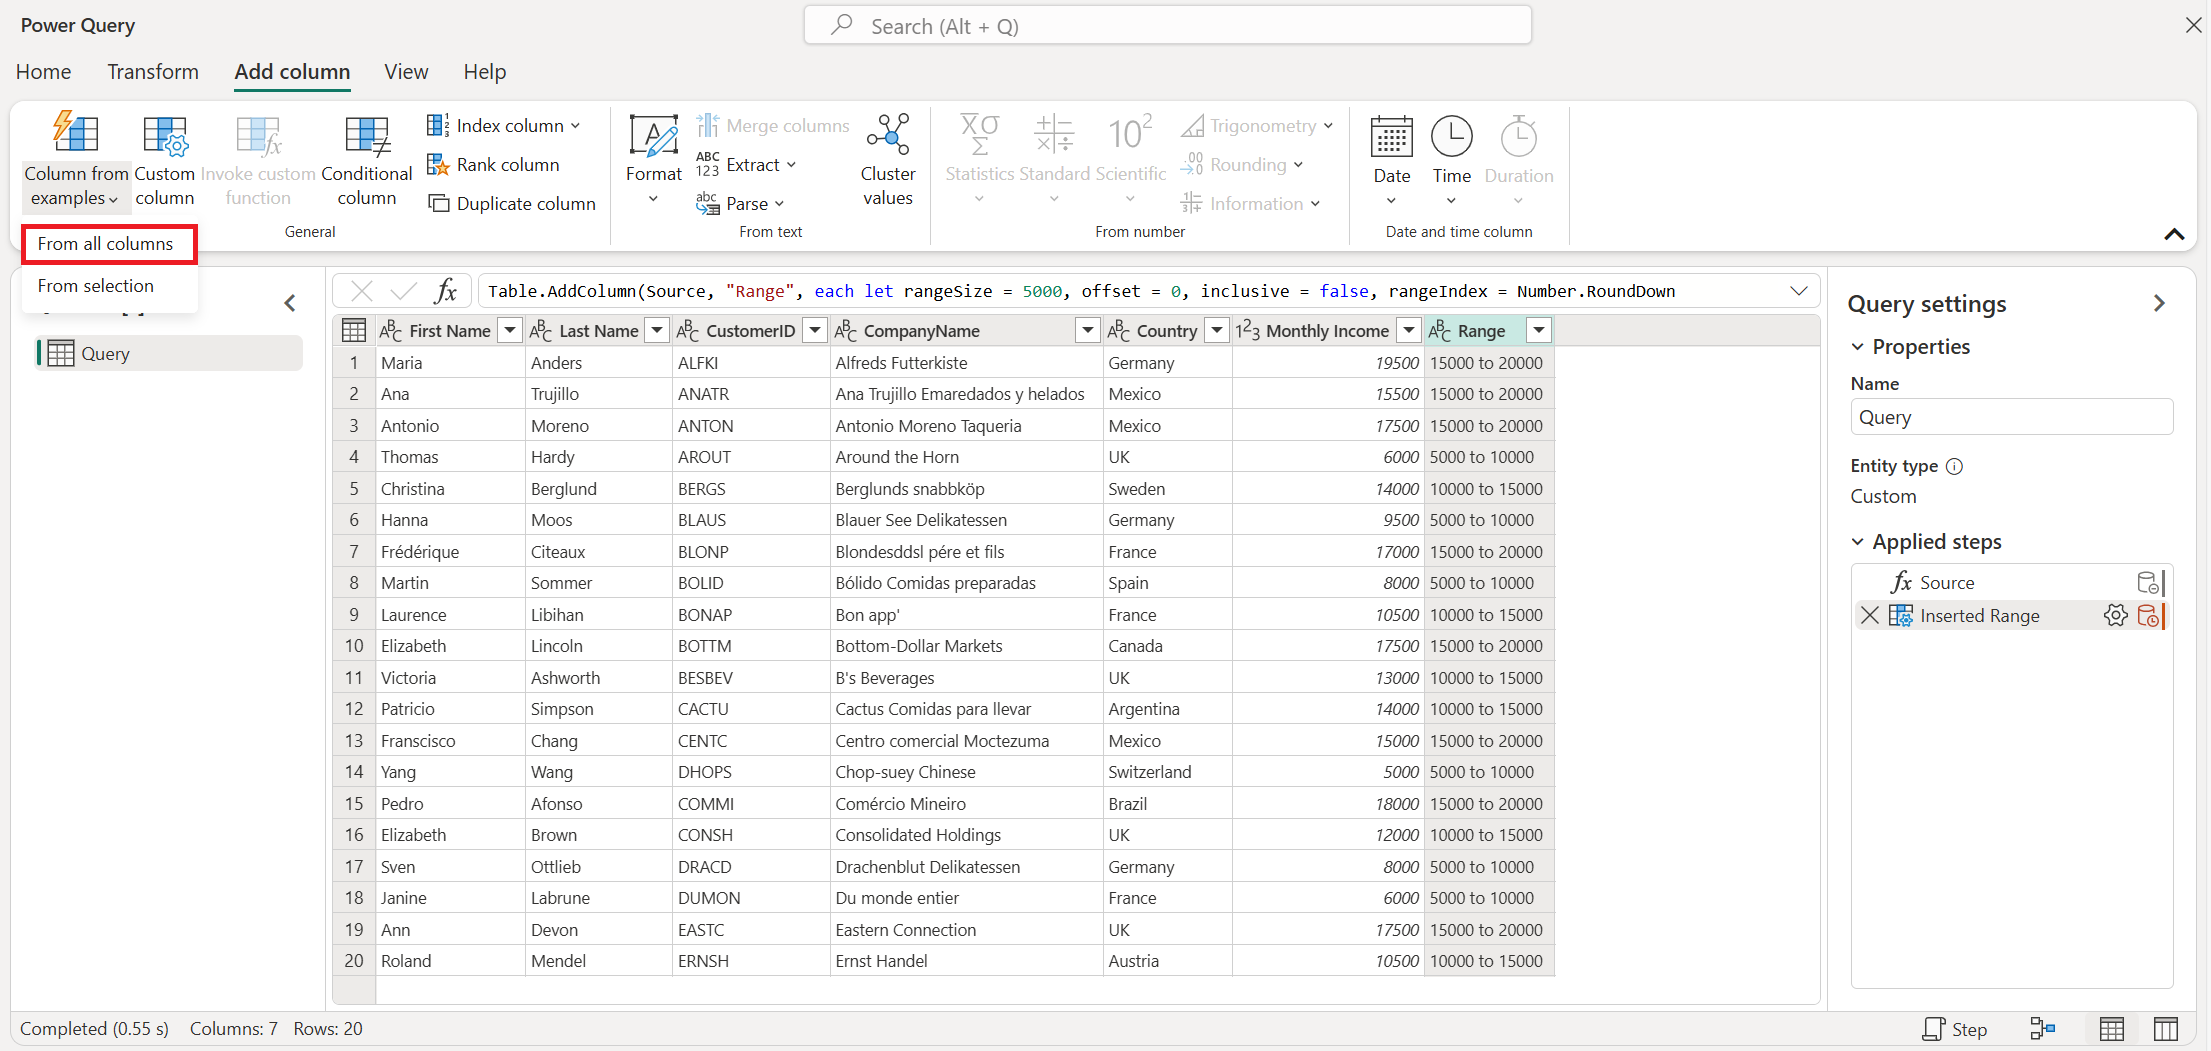 Power Query
Search (Alt + Q)
Home Transform Add column View Help
Column from examples
Custom column
Invoke custom function
Conditional column
Index column
Rank column
Duplicate column
General
Format
Merge columns
ABC 123 Extract
abc Parse
Cluster values
From text
Statistics
Standard
Scientific
Trigonometry
Rounding
Information
From number
Date
Time
Duration
Date and time column
From all columns
From selection
Query
fx Table.AddColumn(Source, "Range", each let rangeSize = 5000, offset = 0, inclusive = false, rangeIndex = Number.RoundDown
First Name Last Name CustomerID CompanyName Country Monthly Income Range
1 Maria Anders ALFKI Alfreds Futterkiste Germany 19500 15000 to 20000
2 Ana Trujillo ANATR Ana Trujillo Emaredados y helados Mexico 15500 15000 to 20000
3 Antonio Moreno ANTON Antonio Moreno Taqueria Mexico 17500 15000 to 20000
4 Thomas Hardy AROUT Around the Horn UK 6000 5000 to 10000
5 Christina Berglund BERGS Berglunds snabbköp Sweden 14000 10000 to 15000
6 Hanna Moos BLAUS Blauer See Delikatessen Germany 9500 5000 to 10000
7 Frédérique Citeaux BLONP Blondesddsl pére et fils France 17000 15000 to 20000
8 Martin Sommer BOLID Bólido Comidas preparadas Spain 8000 5000 to 10000
9 Laurence Libihan BONAP Bon app' France 10500 10000 to 15000
10 Elizabeth Lincoln BOTTM Bottom-Dollar Markets Canada 17500 15000 to 20000
11 Victoria Ashworth BESBEV B's Beverages UK 13000 10000 to 15000
12 Patricio Simpson CACTU Cactus Comidas para llevar Argentina 14000 10000 to 15000
13 Franscisco Chang CENTC Centro comercial Moctezuma Mexico 15000 15000 to 20000
14 Yang Wang DHOPS Chop-suey Chinese Switzerland 5000 5000 to 10000
15 Pedro Afonso COMMI Comércio Mineiro Brazil 18000 15000 to 20000
16 Elizabeth Brown CONSH Consolidated Holdings UK 12000 10000 to 15000
17 Sven Ottlieb DRACD Drachenblut Delikatessen Germany 8000 5000 to 10000
18 Janine Labrune DUMON Du monde entier France 6000 5000 to 10000
19 Ann Devon EASTC Eastern Connection UK 17500 15000 to 20000
20 Roland Mendel ERNSH Ernst Handel Austria 10500 10000 to 15000
Query settings
Properties
Name
Query
Entity type
Custom
Applied steps
fx Source
Inserted Range
Completed (0.55 s) Columns: 7 Rows: 20
Step